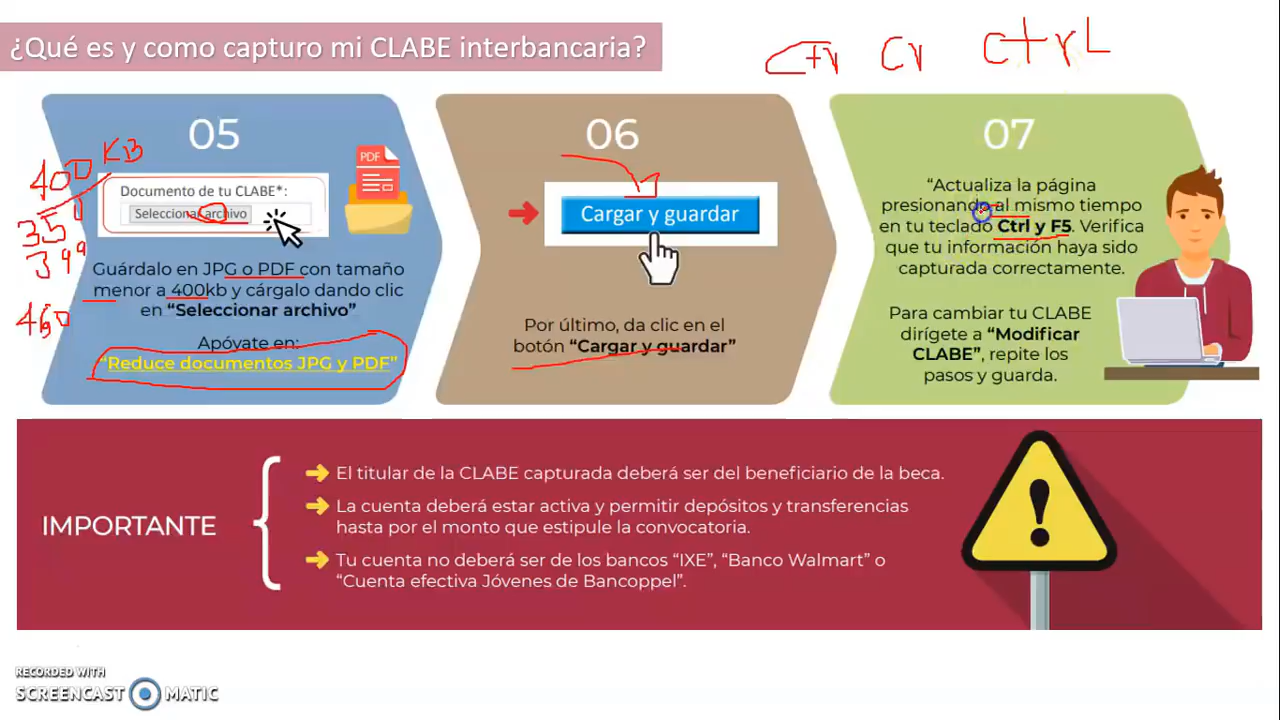 ¿Qué es y como capturo mi CLABE interbancaria?
Ctr Cr CtrL
05
400 KB
Documento de tu CLABE*:
Seleccionar archivo
PDF
35
399
Guárdalo en JPG o PDF con tamaño
menor a 400kb y cárgalo dando clic
en “Seleccionar archivo”
460
Apóyate en:
“Reduce documentos JPG y PDF”
06
Cargar y guardar
Por último, da clic en el
botón “Cargar y guardar”
07
“Actualiza la página
presionando al mismo tiempo
en tu teclado Ctrl y F5. Verifica
que tu información haya sido
capturada correctamente.
Para cambiar tu CLABE
dirígete a “Modificar
CLABE”, repite los
pasos y guarda.
IMPORTANTE
El titular de la CLABE capturada deberá ser del beneficiario de la beca.
La cuenta deberá estar activa y permitir depósitos y transferencias
hasta por el monto que estipule la convocatoria.
Tu cuenta no deberá ser de los bancos “IXE”, “Banco Walmart” o
“Cuenta efectiva Jóvenes de Bancoppel”.
RECORDED WITH
SCREENCAST MATIC